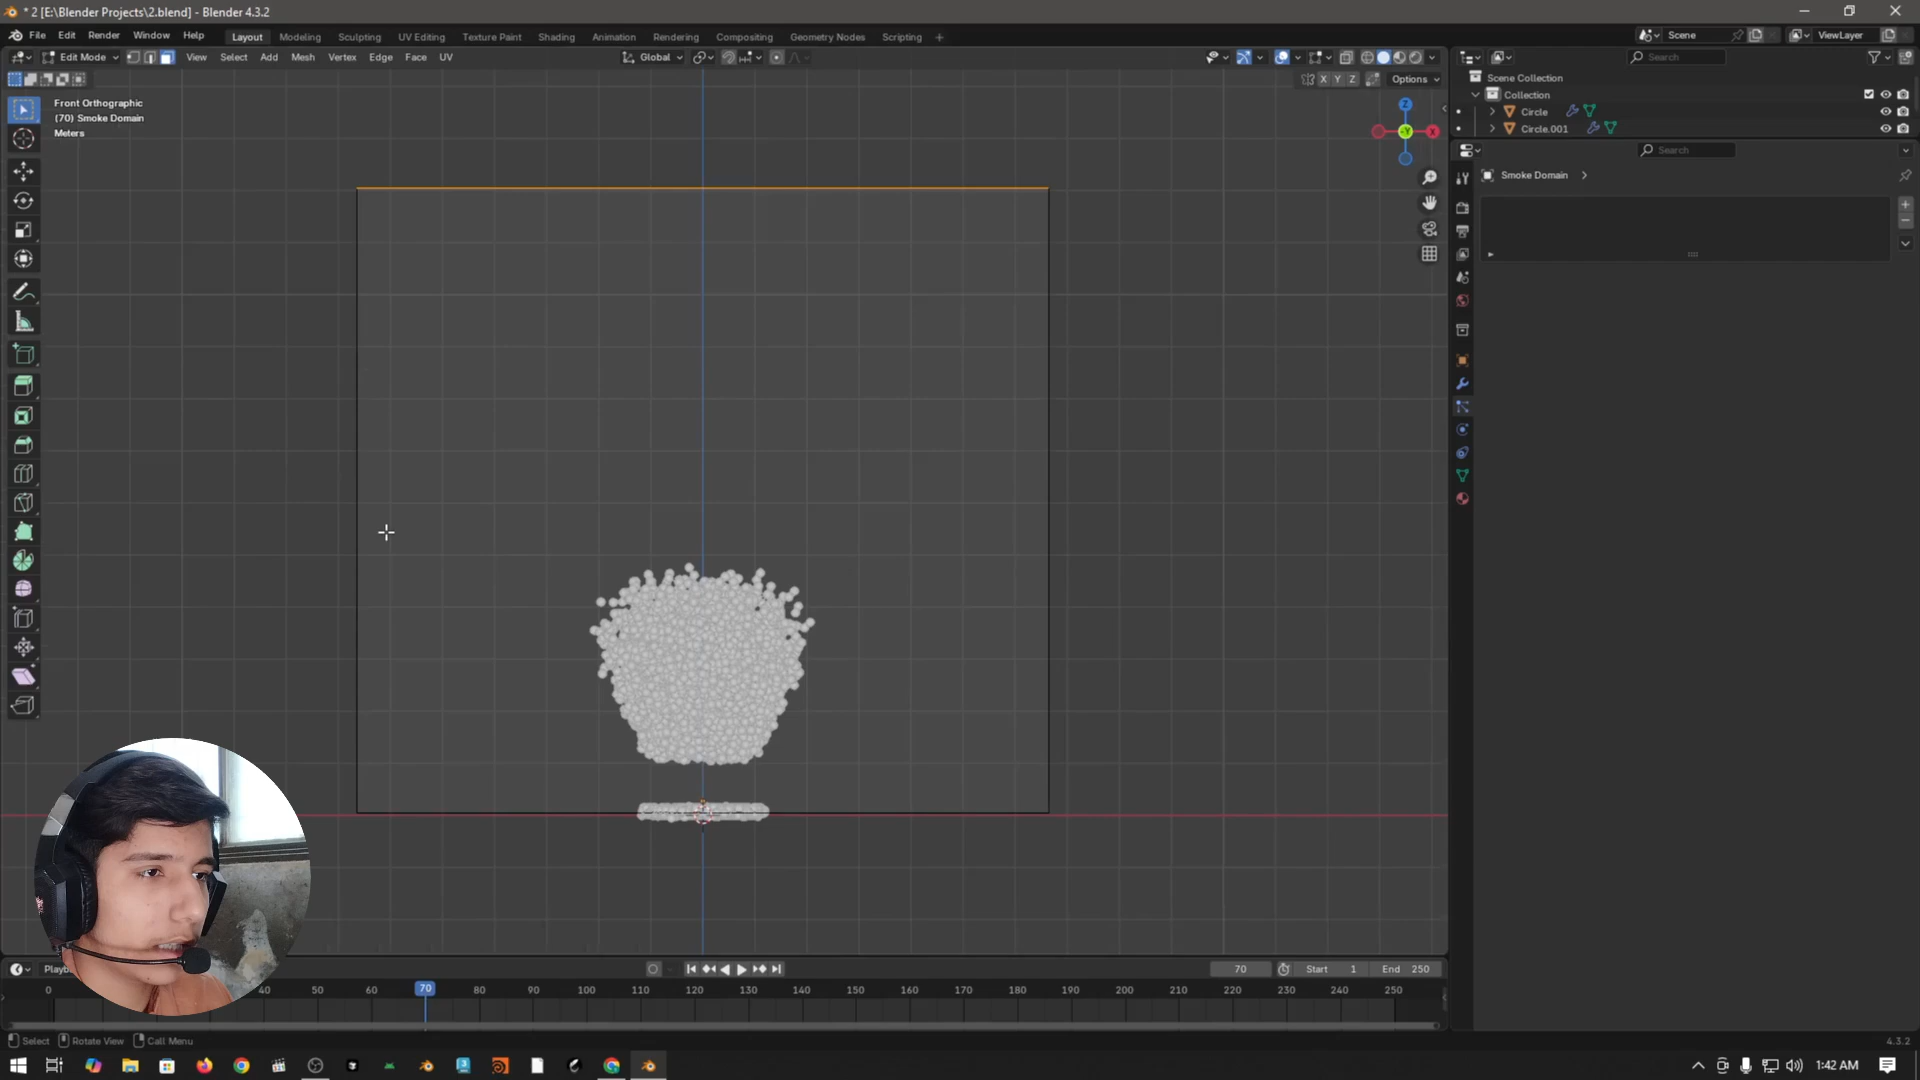 * 2 [E:\Blender Projects\2.blend] - Blender 4.3.2
File Edit Render Window Help Layout Modeling Sculpting UV Editing Texture Paint Shading Animation Rendering Compositing Geometry Nodes Scripting + Scene ViewLayer
Edit Mode View Select Add Mesh Vertex Edge Face UV Global Search
X Y Z Options
Scene Collection
Collection
Circle
Circle.001
Front Orthographic
(70) Smoke Domain
Meters
Z
-Y X
Search
Smoke Domain
70 Start 1 End 250
0 40 50 60 70 80 90 100 110 120 130 140 150 160 170 180 190 200 210 220 230 240 250
Select Rotate View Call Menu 4.3.2
1:42 AM